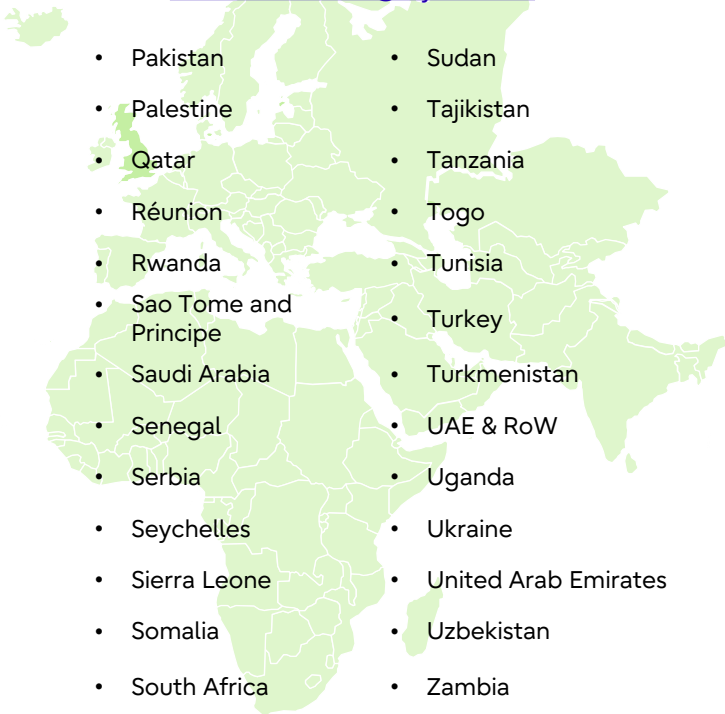 • Pakistan
• Palestine
• Qatar
• Réunion
• Rwanda
• Sao Tome and
Principe
• Saudi Arabia
• Senegal
• Serbia
• Seychelles
• Sierra Leone
• Somalia
• South Africa
• Sudan
• Tajikistan
• Tanzania
• Togo
• Tunisia
• Turkey
• Turkmenistan
• UAE & RoW
• Uganda
• Ukraine
• United Arab Emirates
• Uzbekistan
• Zambia